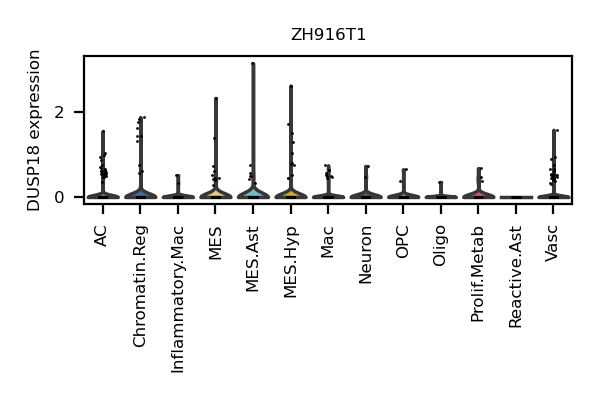 ZH916T1
DUSP18 expression
2
0
AC
Chromatin.Reg
Inflammatory.Mac
MES
MES.Ast
MES.Hyp
Mac
Neuron
OPC
Oligo
Prolif.Metab
Reactive.Ast
Vasc